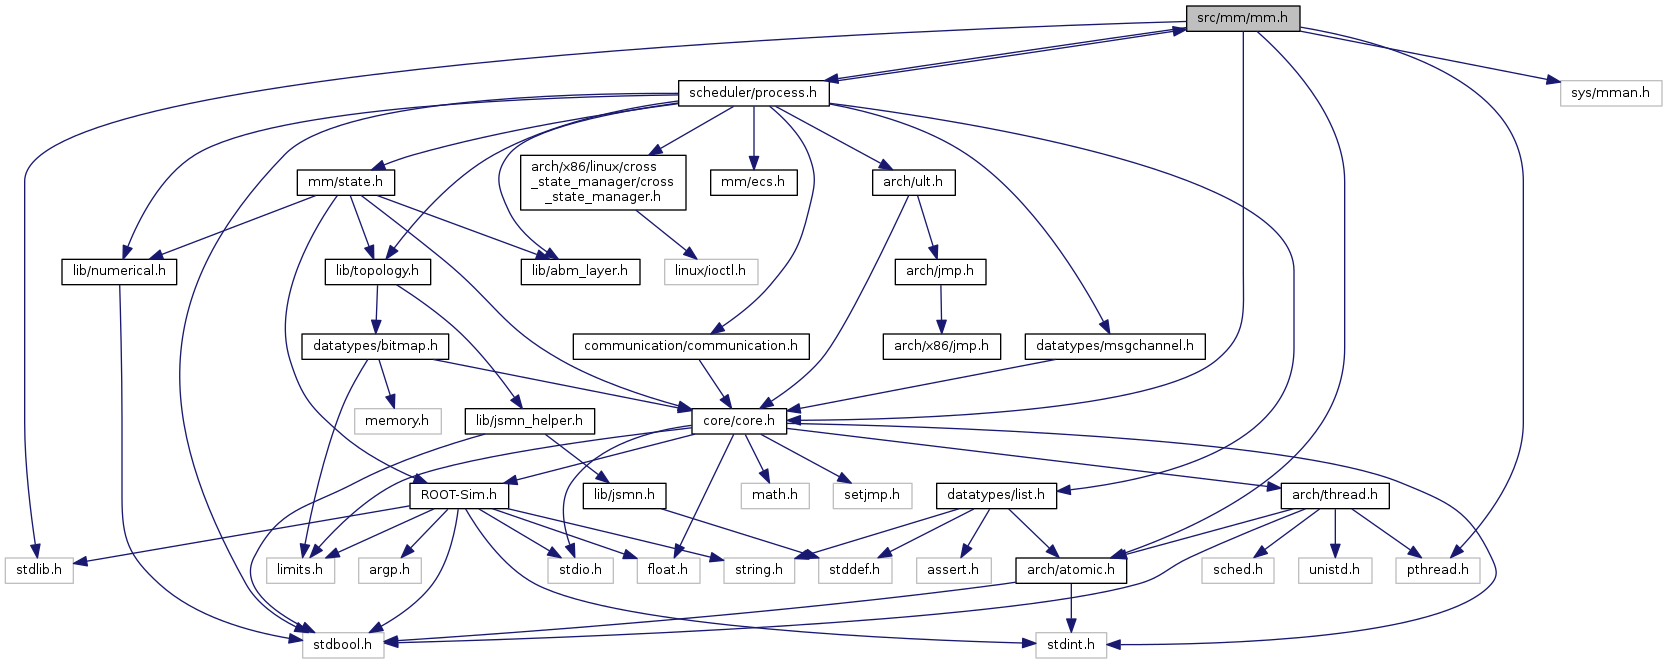 src/mm/mm.h
scheduler/process.h
sys/mman.h
mm/state.h
arch/x86/linux/cross
_state_manager/cross
_state_manager.h
mm/ecs.h
arch/ult.h
lib/numerical.h
lib/topology.h
lib/abm_layer.h
linux/ioctl.h
arch/jmp.h
datatypes/bitmap.h
communication/communication.h
arch/x86/jmp.h
datatypes/msgchannel.h
memory.h
lib/jsmn_helper.h
core/core.h
ROOT-Sim.h
lib/jsmn.h
math.h
setjmp.h
datatypes/list.h
arch/thread.h
stdlib.h
limits.h
argp.h
stdio.h
float.h
string.h
stddef.h
assert.h
arch/atomic.h
sched.h
unistd.h
pthread.h
stdbool.h
stdint.h